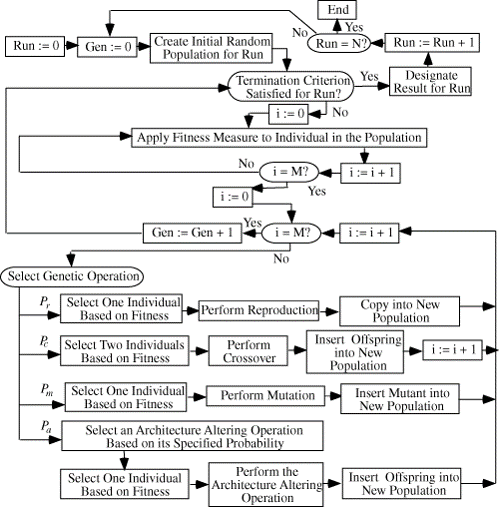 End
No
Yes
Run := 0
Gen := 0
Create Initial Random
Population for Run
Run = N?
Run := Run + 1
Termination Criterion
Satisfied for Run?
Yes
Designate
Result for Run
i := 0
No
Apply Fitness Measure to Individual in the Population
No
i = M?
i := i + 1
i := 0
Yes
Gen := Gen + 1
Yes
i = M?
i := i + 1
No
Select Genetic Operation
Pr
Select One Individual
Based on Fitness
Perform Reproduction
Copy into New
Population
Pc
Select Two Individuals
Based on Fitness
Perform
Crossover
Insert Offspring
into New
Population
i := i + 1
Pm
Select One Individual
Based on Fitness
Perform Mutation
Insert Mutant into
New Population
Pa
Select an Architecture Altering Operation
Based on its Specified Probability
Select One Individual
Based on Fitness
Perform the
Architecture Altering
Operation
Insert Offspring into
New Population